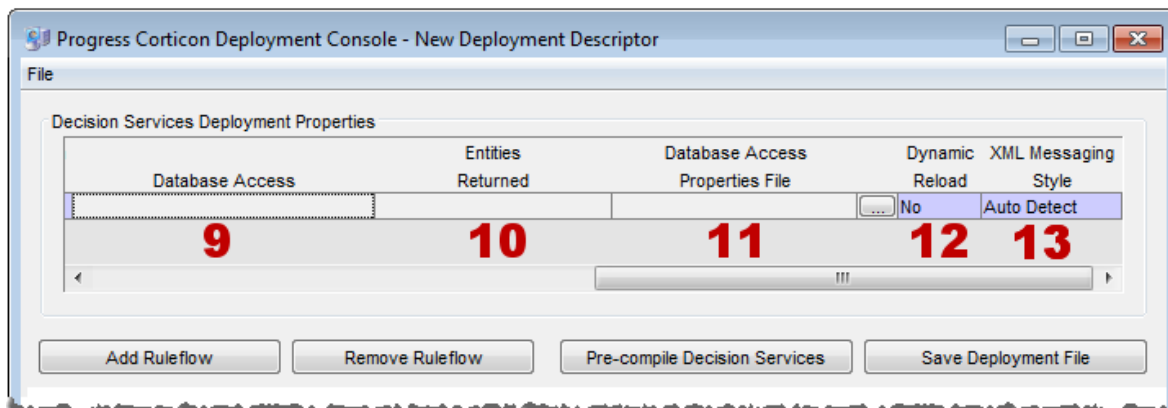 Progress Corticon Deployment Console - New Deployment Descriptor
File
Decision Services Deployment Properties
Entities Database Access Dynamic XML Messaging
Database Access Returned Properties File Reload Style
... No Auto Detect
9 10 11 12 13
Add Ruleflow Remove Ruleflow Pre-compile Decision Services Save Deployment File